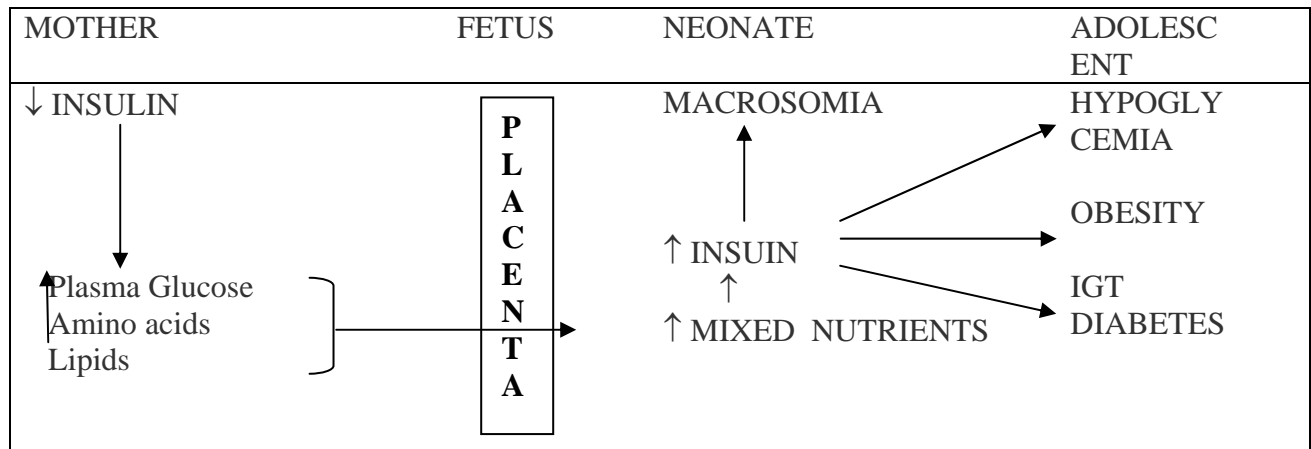 MOTHER FETUS NEONATE ADOLESC
ENT
↓ INSULIN
Plasma Glucose
Amino acids
Lipids
P
L
A
C
E
N
T
A
MACROSOMIA
↑ INSUIN
↑
↑ MIXED NUTRIENTS
HYPOGLY
CEMIA
OBESITY
IGT
DIABETES